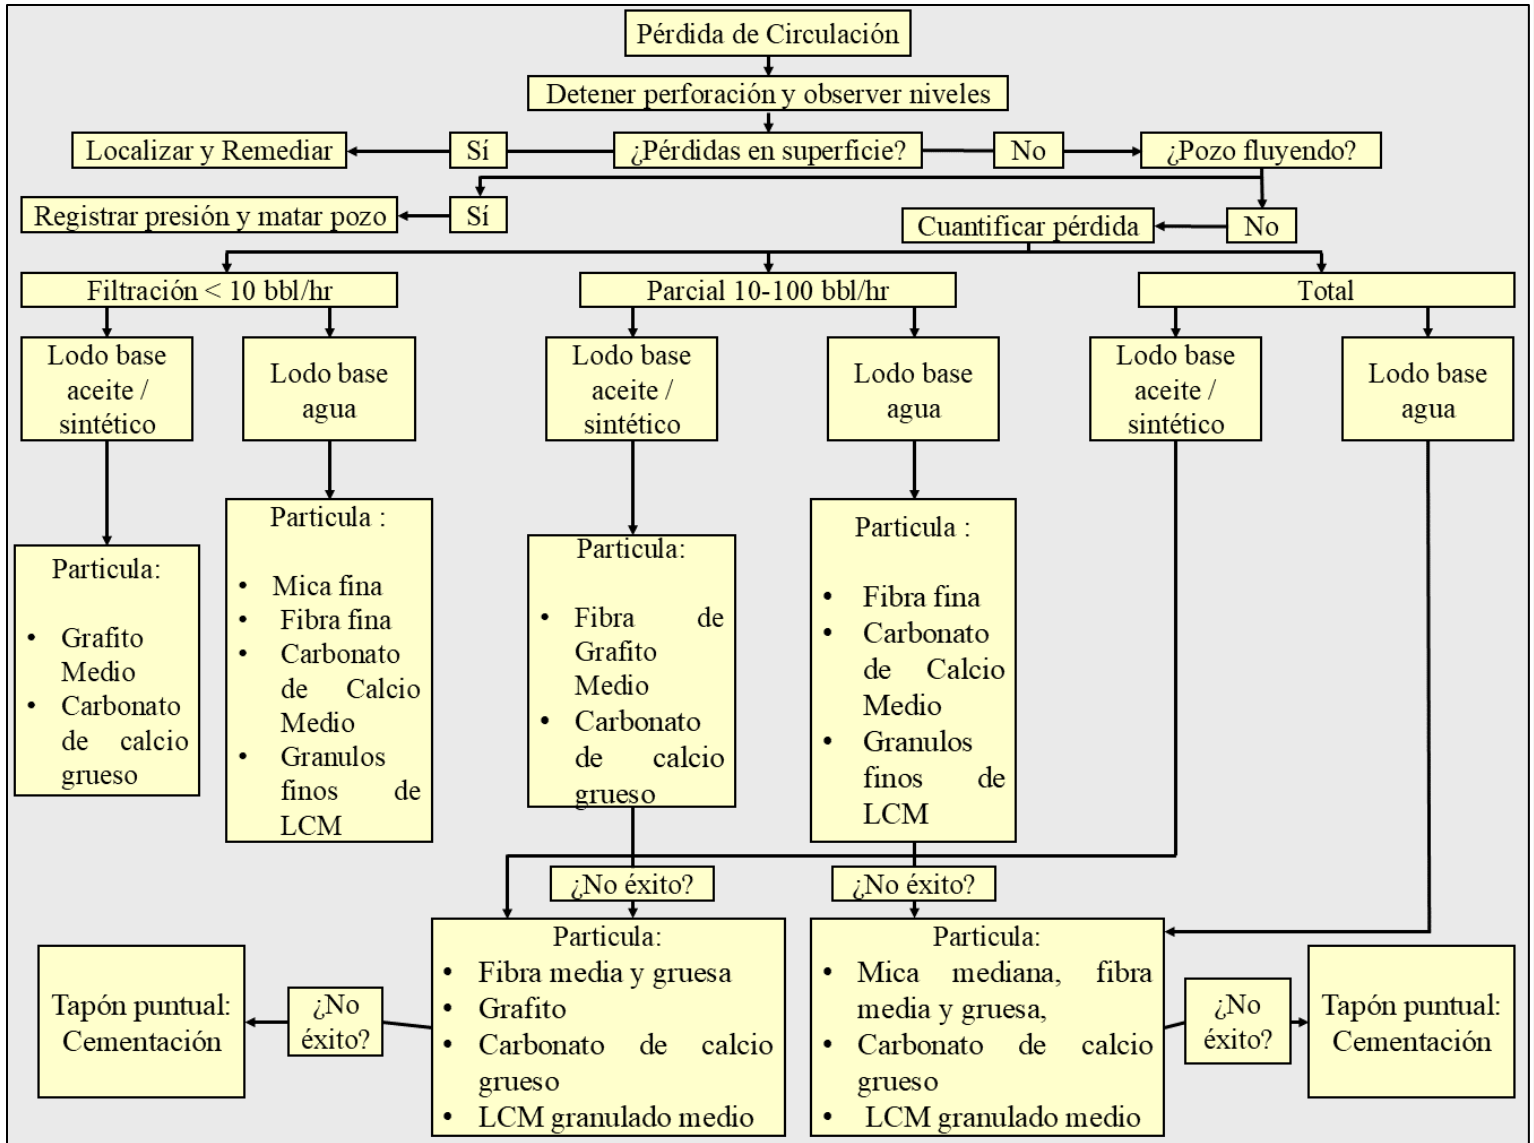 Pérdida de Circulación
Detener perforación y observer niveles
Localizar y Remediar
Sí
¿Pérdidas en superficie?
No
¿Pozo fluyendo?
Registrar presión y matar pozo
Sí
Cuantificar pérdida
No
Filtración < 10 bbl/hr
Parcial 10-100 bbl/hr
Total
Lodo base
aceite /
sintético
Lodo base
agua
Lodo base
aceite /
sintético
Lodo base
agua
Lodo base
aceite /
sintético
Lodo base
agua
Particula:
• Grafito
Medio
• Carbonato
de calcio
grueso
Particula :
• Mica fina
• Fibra fina
• Carbonato
de Calcio
Medio
• Granulos
finos de
LCM
Particula:
• Fibra de
Grafito
Medio
• Carbonato
de calcio
grueso
Particula :
• Fibra fina
• Carbonato
de Calcio
Medio
• Granulos
finos de
LCM
¿No éxito?
¿No éxito?
Tapón puntual:
Cementación
¿No
éxito?
Particula:
• Fibra media y gruesa
• Grafito
• Carbonato de calcio
grueso
• LCM granulado medio
Particula:
• Mica mediana, fibra
media y gruesa,
• Carbonato de calcio
grueso
• LCM granulado medio
¿No
éxito?
Tapón puntual:
Cementación